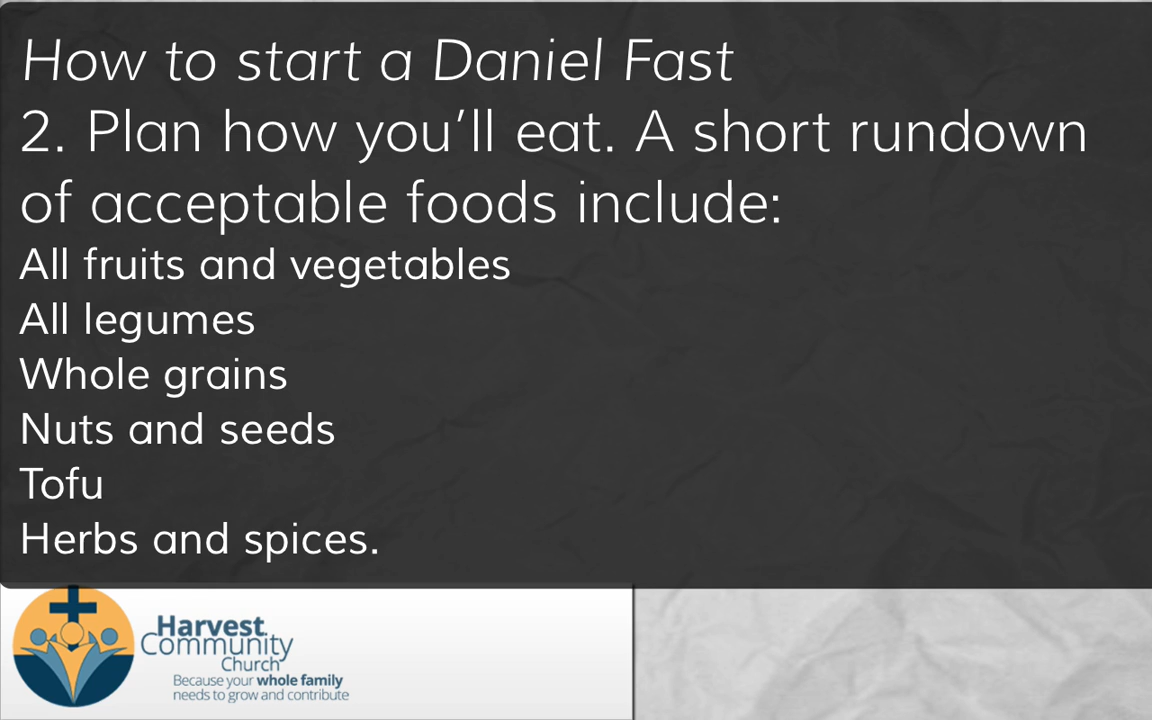 How to start a Daniel Fast
2. Plan how you’ll eat. A short rundown
of acceptable foods include:
All fruits and vegetables
All legumes
Whole grains
Nuts and seeds
Tofu
Herbs and spices.
Harvest
Community
Church
Because your whole family
needs to grow and contribute